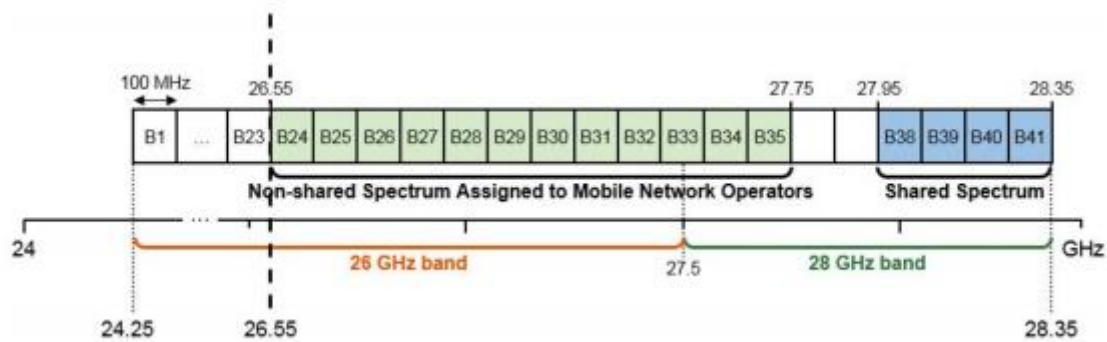 100 MHz
26.55
27.75
27.95
28.35
B1
...
B23
B24
B25
B26
B27
B28
B29
B30
B31
B32
B33
B34
B35
B38
B39
B40
B41
Non-shared Spectrum Assigned to Mobile Network Operators
Shared Spectrum
...
24
GHz
26 GHz band
27.5
28 GHz band
24.25
26.55
28.35